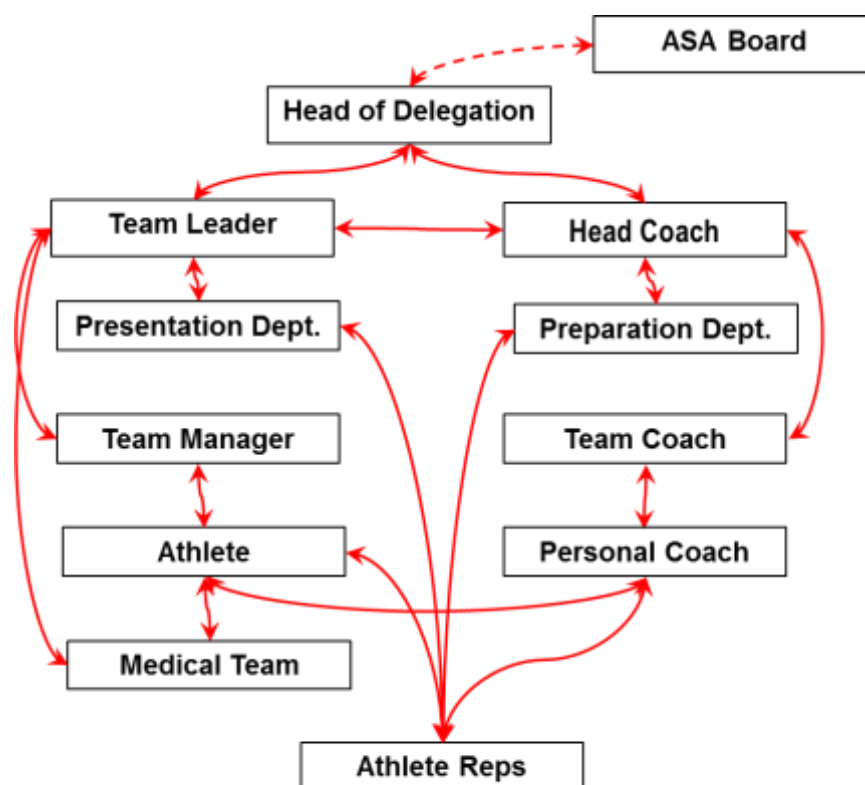 ASA Board
Head of Delegation
Team Leader
Head Coach
Presentation Dept.
Preparation Dept.
Team Manager
Team Coach
Athlete
Personal Coach
Medical Team
Athlete Reps